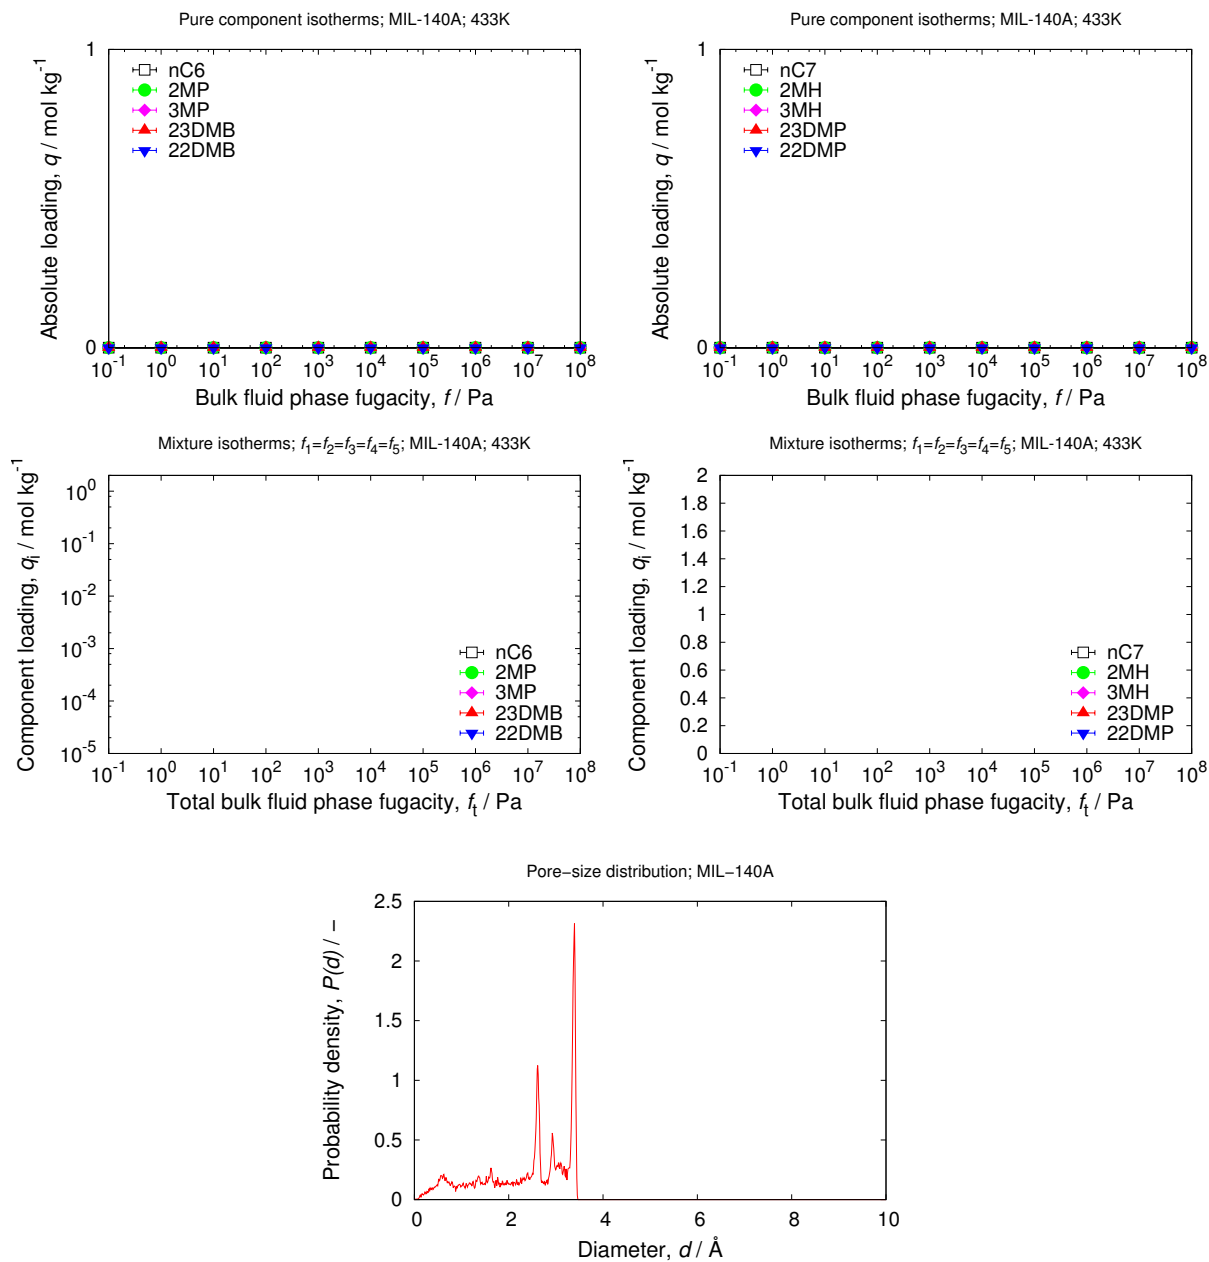 Pure component isotherms; MIL-140A; 433K
1
nC6
2MP
3MP
23DMB
22DMB
0
Absolute loading, q / mol kg⁻¹
10⁻¹ 10⁰ 10¹ 10² 10³ 10⁴ 10⁵ 10⁶ 10⁷ 10⁸
Bulk fluid phase fugacity, f / Pa
Pure component isotherms; MIL-140A; 433K
1
nC7
2MH
3MH
23DMP
22DMP
0
Absolute loading, q / mol kg⁻¹
10⁻¹ 10⁰ 10¹ 10² 10³ 10⁴ 10⁵ 10⁶ 10⁷ 10⁸
Bulk fluid phase fugacity, f / Pa
Mixture isotherms; f₁=f₂=f₃=f₄=f₅; MIL-140A; 433K
10⁰
10⁻¹
10⁻²
10⁻³
10⁻⁴
10⁻⁵
Component loading, qᵢ / mol kg⁻¹
nC6
2MP
3MP
23DMB
22DMB
10⁻¹ 10⁰ 10¹ 10² 10³ 10⁴ 10⁵ 10⁶ 10⁷ 10⁸
Total bulk fluid phase fugacity, fₜ / Pa
Mixture isotherms; f₁=f₂=f₃=f₄=f₅; MIL-140A; 433K
2
1.8
1.6
1.4
1.2
1
0.8
0.6
0.4
0.2
0
Component loading, qᵢ / mol kg⁻¹
nC7
2MH
3MH
23DMP
22DMP
10⁻¹ 10⁰ 10¹ 10² 10³ 10⁴ 10⁵ 10⁶ 10⁷ 10⁸
Total bulk fluid phase fugacity, fₜ / Pa
Pore−size distribution; MIL−140A
2.5
2
1.5
1
0.5
0
Probability density, P(d) / −
0 2 4 6 8 10
Diameter, d / Å